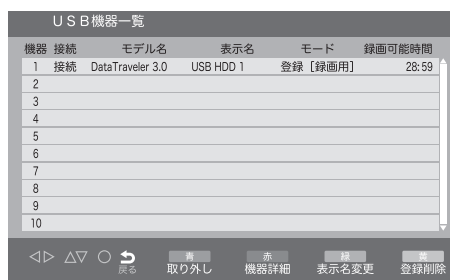 USB機器一覧
機器 接続 モデル名 表示名 モード 録画可能時間
1 接続 DataTraveler 3.0 USB HDD 1 登録［録画用］ 28:59
2
3
4
5
6
7
8
9
10
戻る 青 取り外し 赤 機器詳細 緑 表示名変更 黄 登録削除